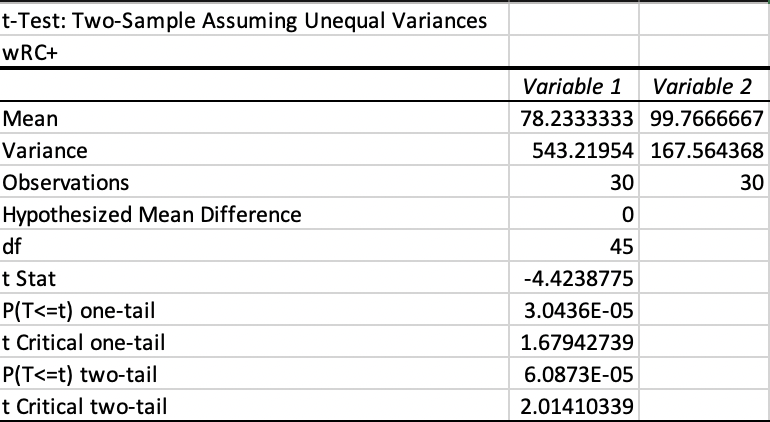 t-Test: Two-Sample Assuming Unequal Variances
wRC+
Variable 1 Variable 2
Mean 78.2333333 99.7666667
Variance 543.21954 167.564368
Observations 30 30
Hypothesized Mean Difference 0
df 45
t Stat -4.4238775
P(T<=t) one-tail 3.0436E-05
t Critical one-tail 1.67942739
P(T<=t) two-tail 6.0873E-05
t Critical two-tail 2.01410339